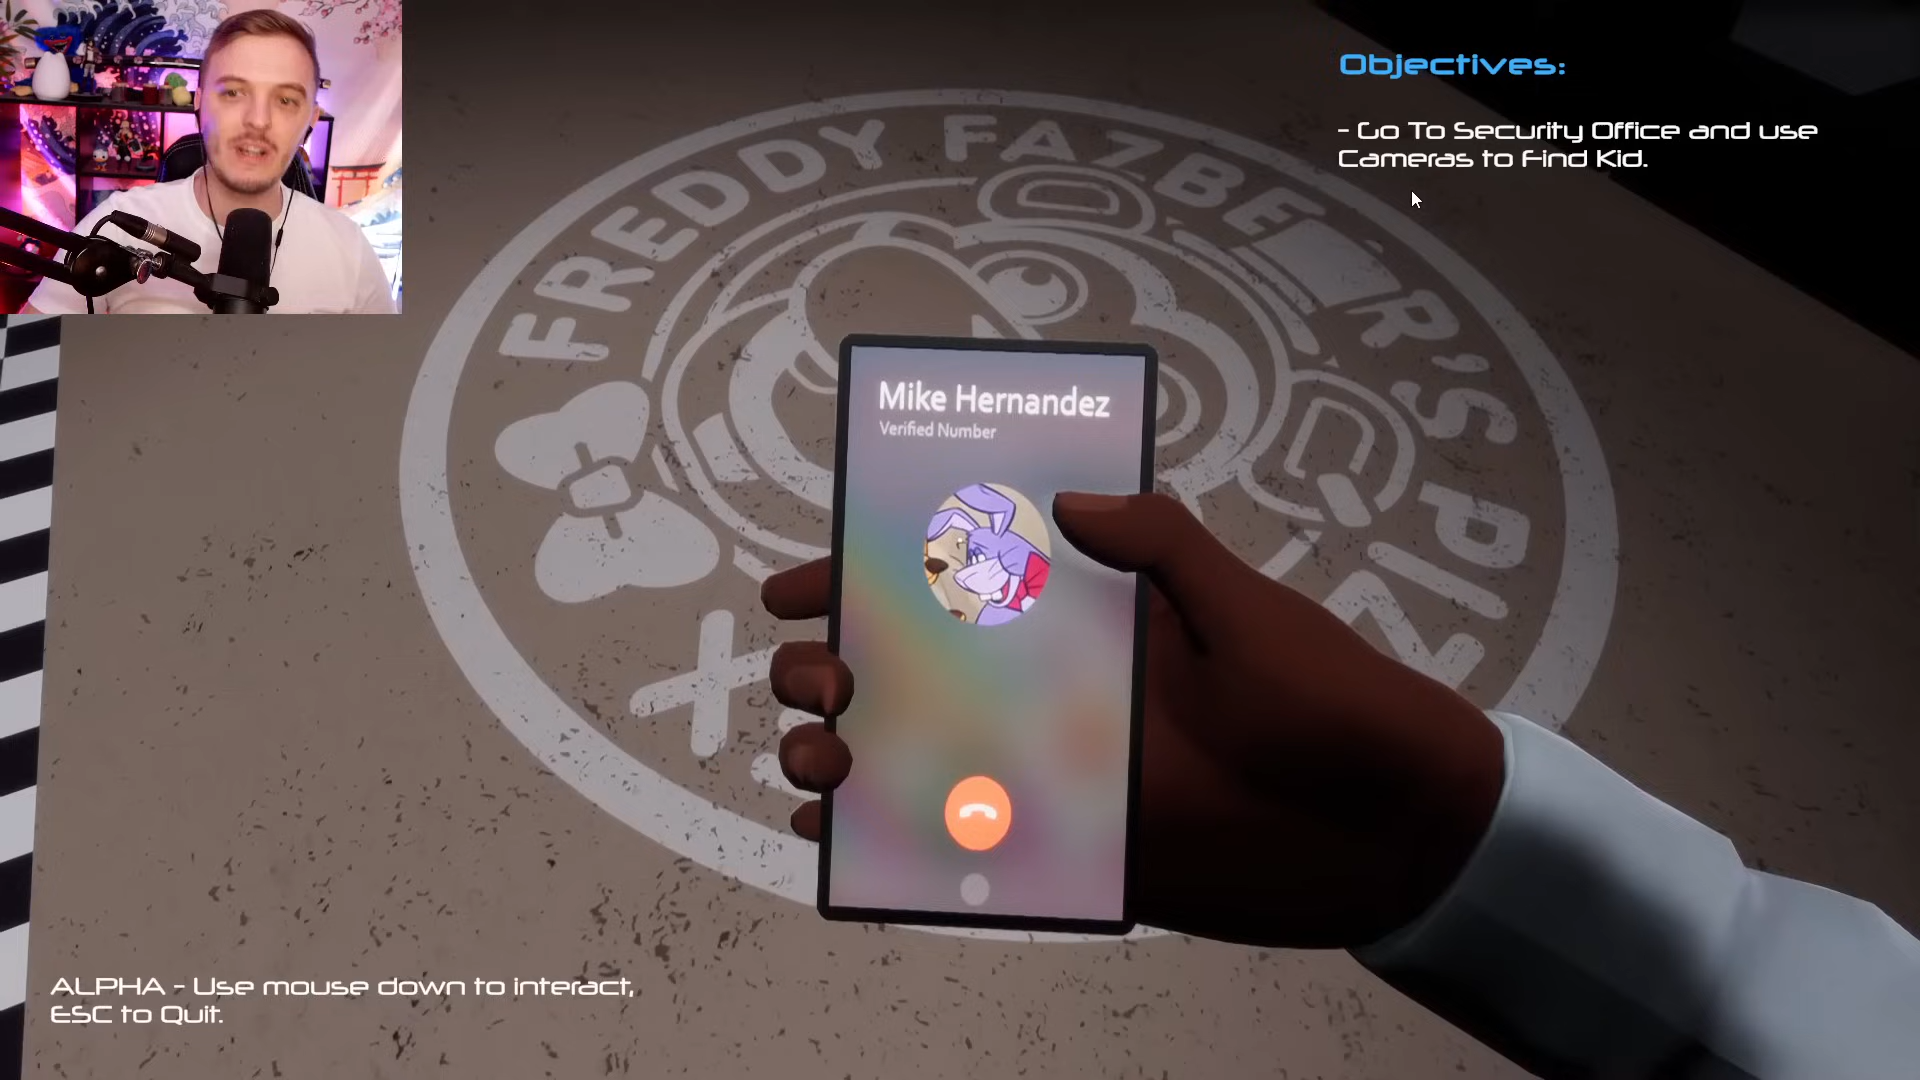 Objectives:
- Go To Security Office and use
Cameras to Find Kid.
FREDDY FAZBEAR'S PIZZ
Mike Hernandez
Verified Number
ALPHA - Use mouse down to interact,
ESC to Quit.